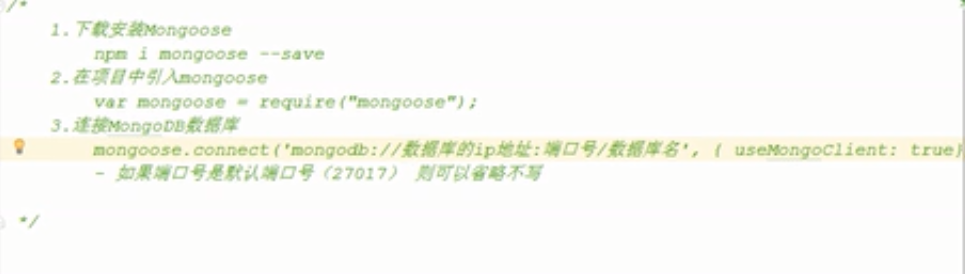 /*
1.下载安装Mongoose
npm i mongoose --save
2.在项目中引入mongoose
var mongoose = require("mongoose");
3.连接MongoDB数据库
mongoose.connect('mongodb://数据库的ip地址:端口号/数据库名', { useMongoClient: true}
- 如果端口号是默认端口号（27017） 则可以省略不写
*/